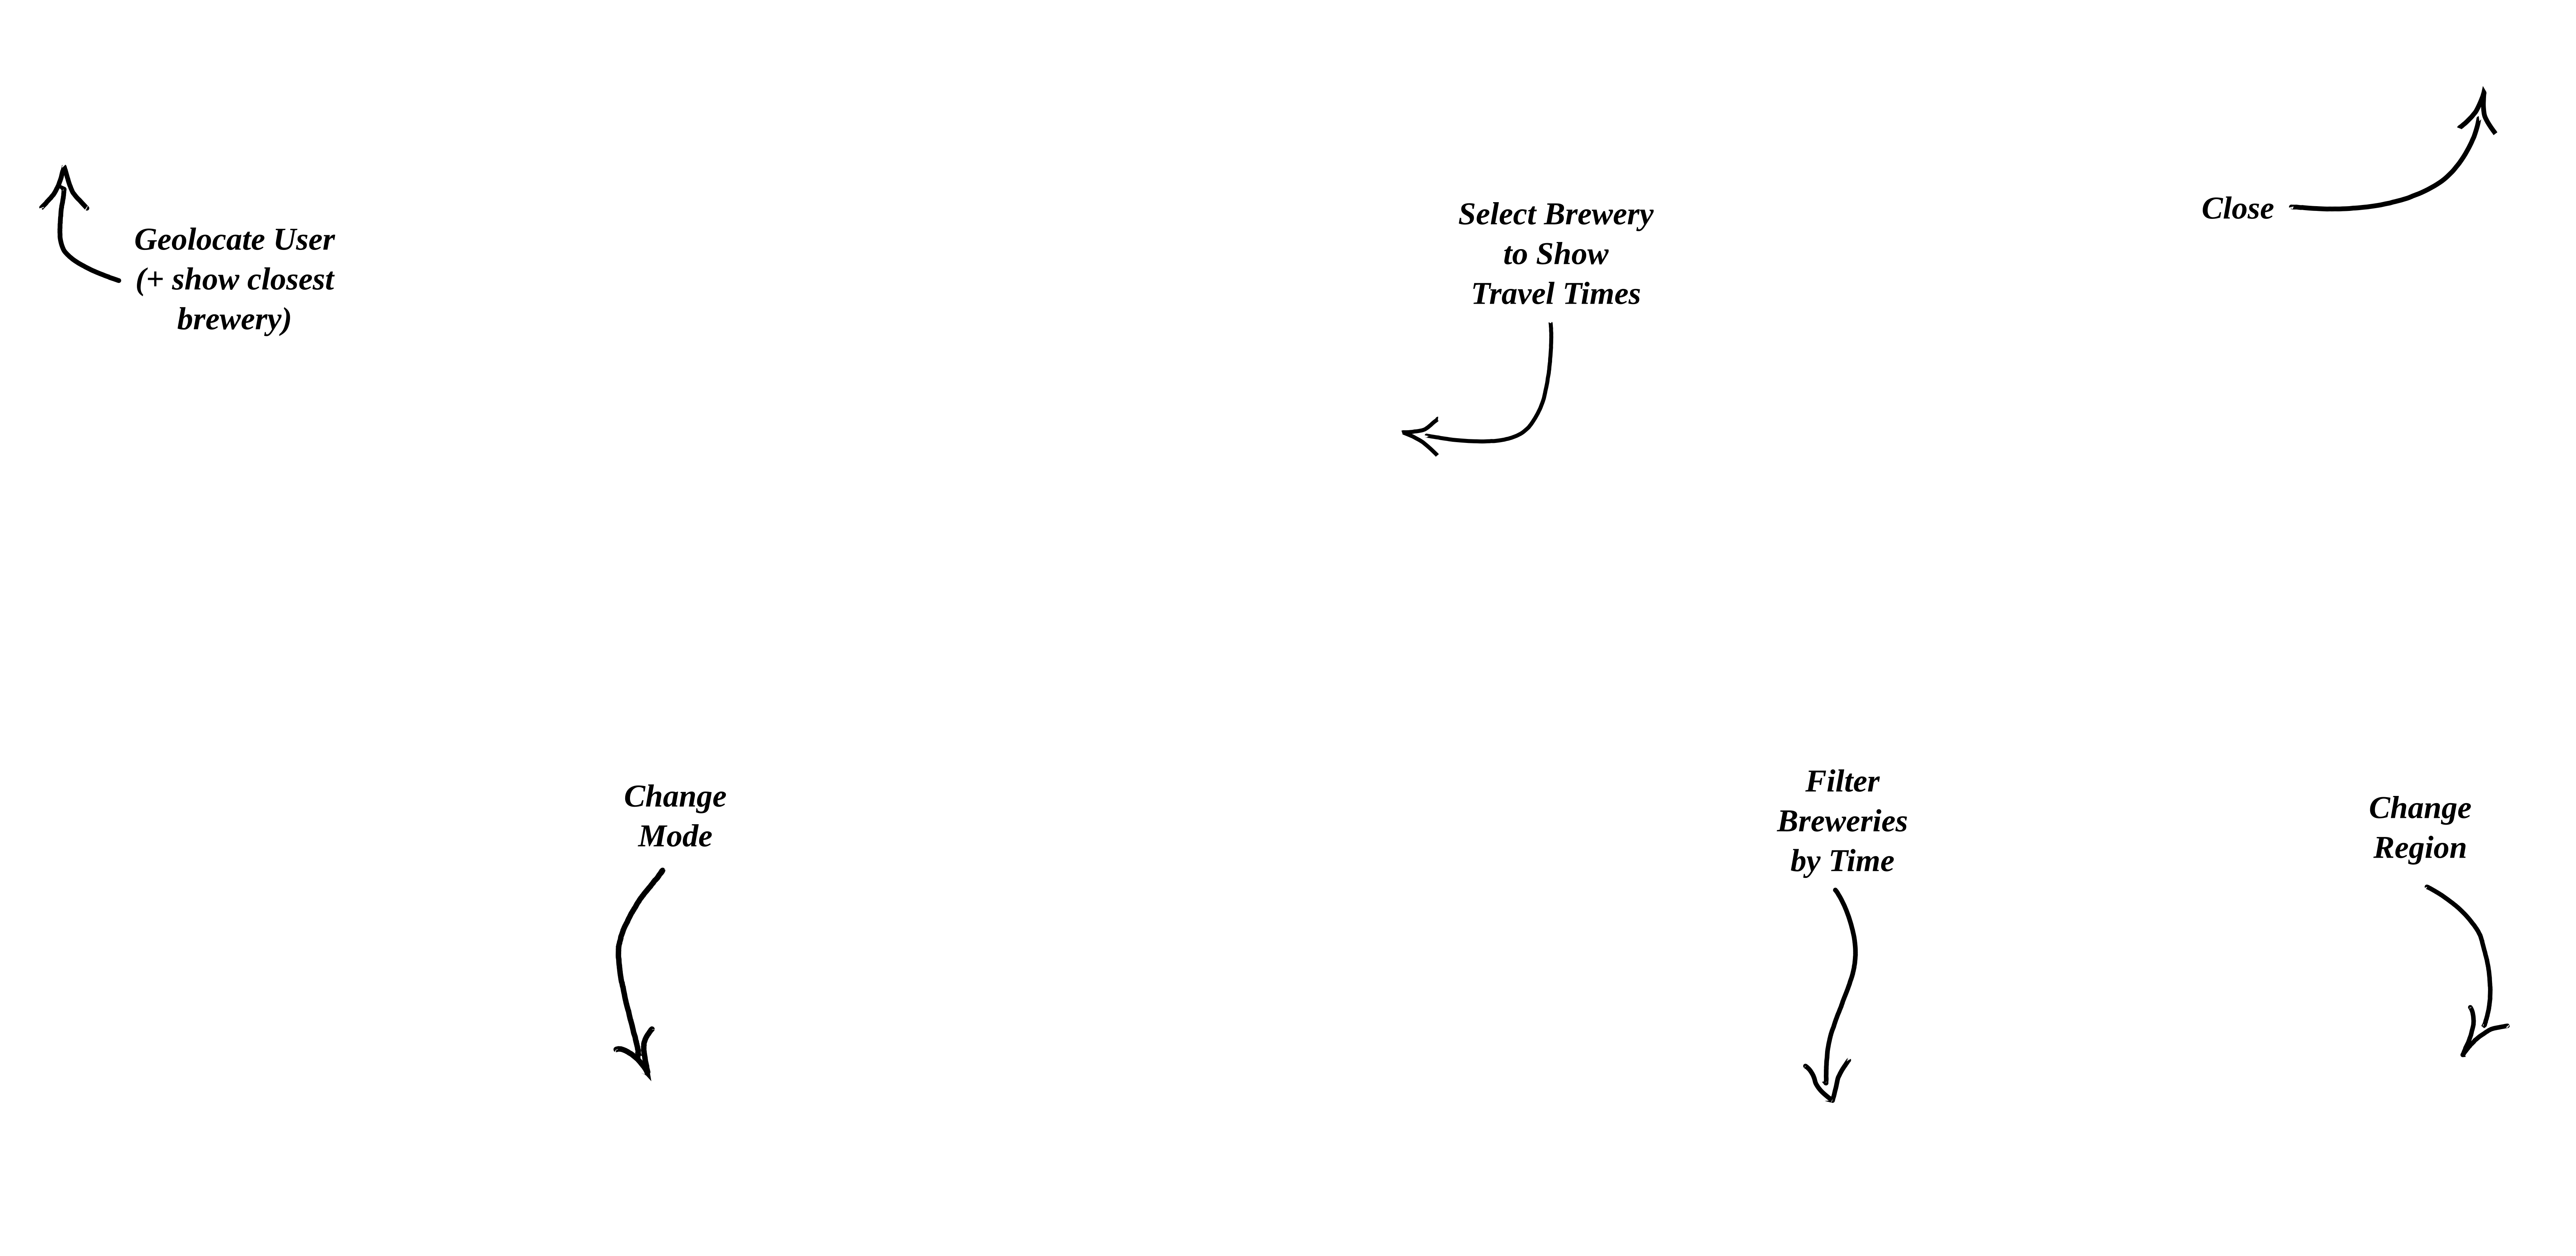 Geolocate User
(+ show closest
brewery)
Select Brewery
to Show
Travel Times
Close
Change
Mode
Filter
Breweries
by Time
Change
Region